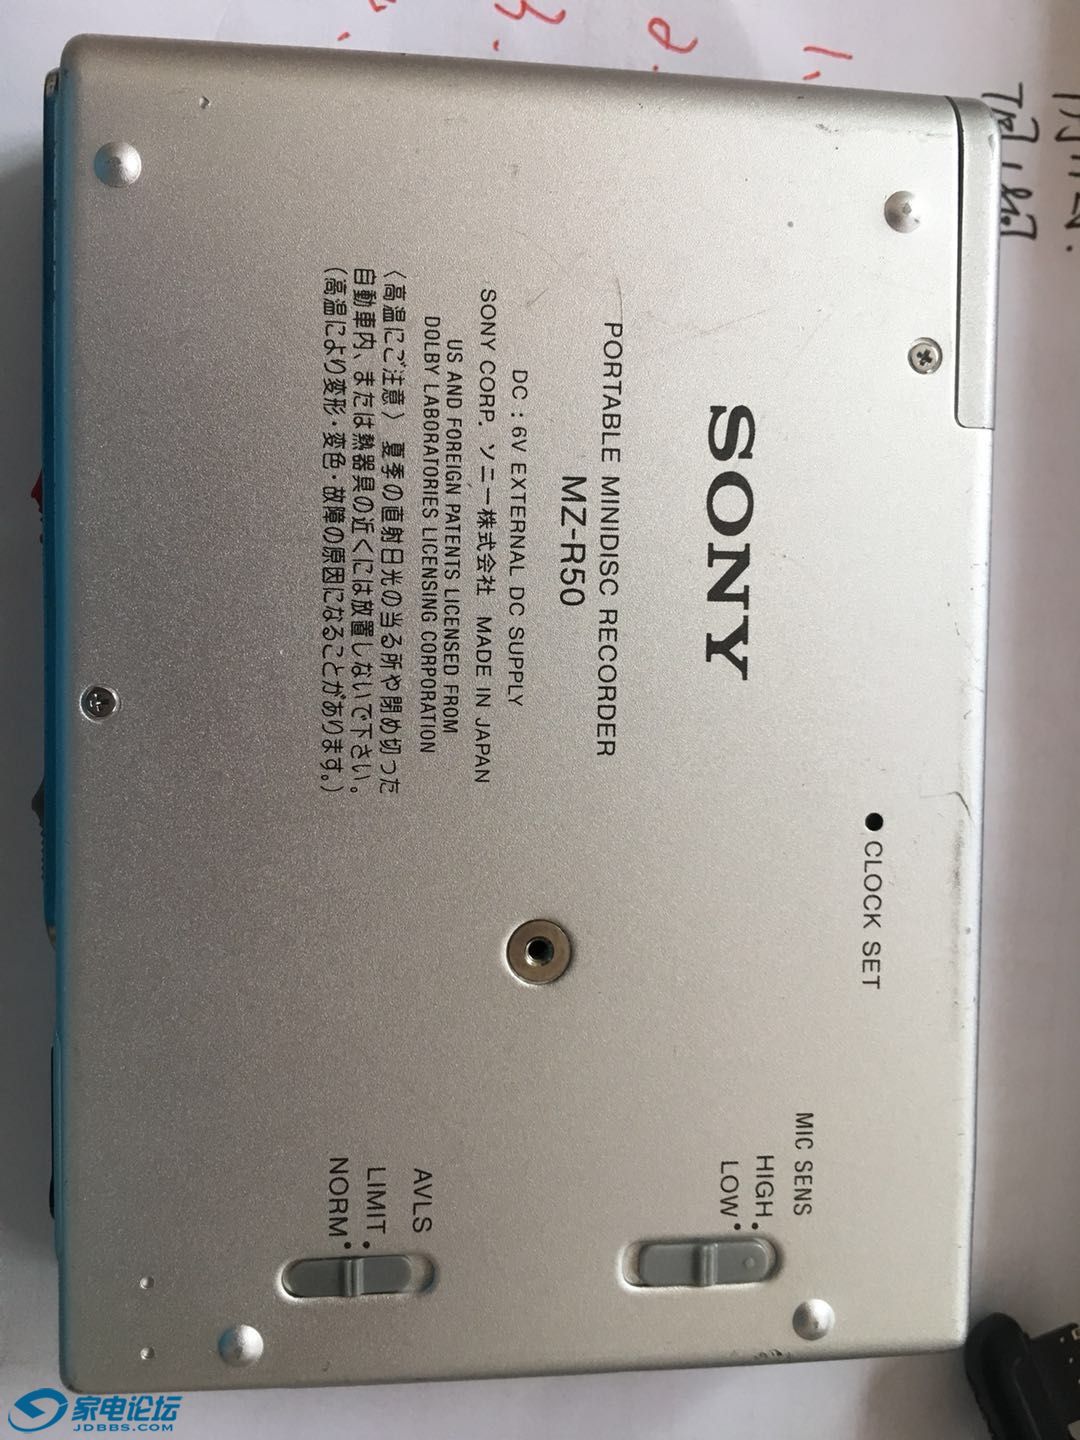 SONY
PORTABLE MINIDISC RECORDER
MZ-R50
DC : 6V EXTERNAL DC SUPPLY
SONY CORP. ソニー株式会社 MADE IN JAPAN
US AND FOREIGN PATENTS LICENSED FROM
DOLBY LABORATORIES LICENSING CORPORATION
〈高温にご注意〉夏季の直射日光の当る所や閉め切った
自動車内、または熱器具の近くには放置しないで下さい。
(高温により変形・変色・故障の原因になることがあります。)
CLOCK SET
MIC SENS
HIGH
LOW
AVLS
LIMIT
NORM
1、
2.
3.
家电论坛
JDBBS.COM